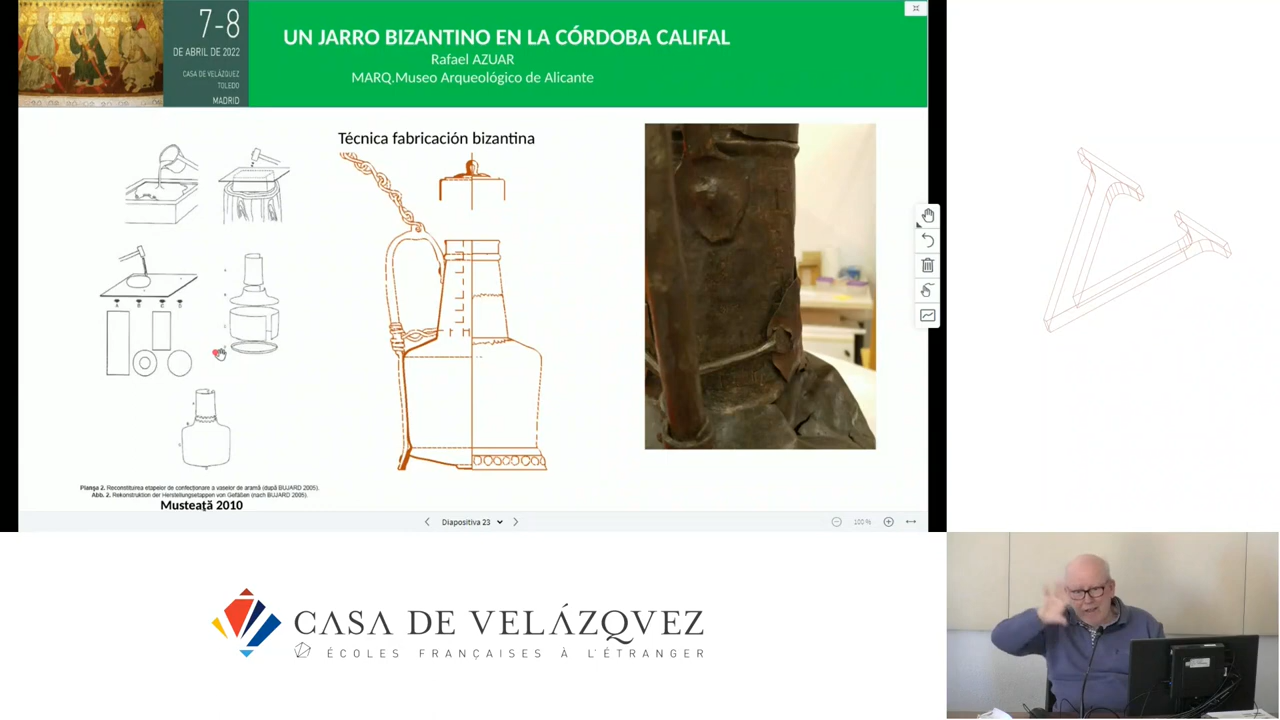 7-8
DE ABRIL DE 2022
CASA DE VELÁZQUEZ
TOLEDO
MADRID
UN JARRO BIZANTINO EN LA CÓRDOBA CALIFAL
Rafael AZUAR
MARQ.Museo Arqueológico de Alicante
Técnica fabricación bizantina
A B C D
Planşa 2. Reconstituirea etapelor de confecţionare a vaselor de aramă (după BUJARD 2005).
Abb. 2. Rekonstruktion der Herstellungsetappen von Gefäßen (nach BUJARD 2005).
Musteaţă 2010
Diapositiva 23
100 %
CASA DE VELÁZQVEZ
ÉCOLES FRANÇAISES À L'ÉTRANGER